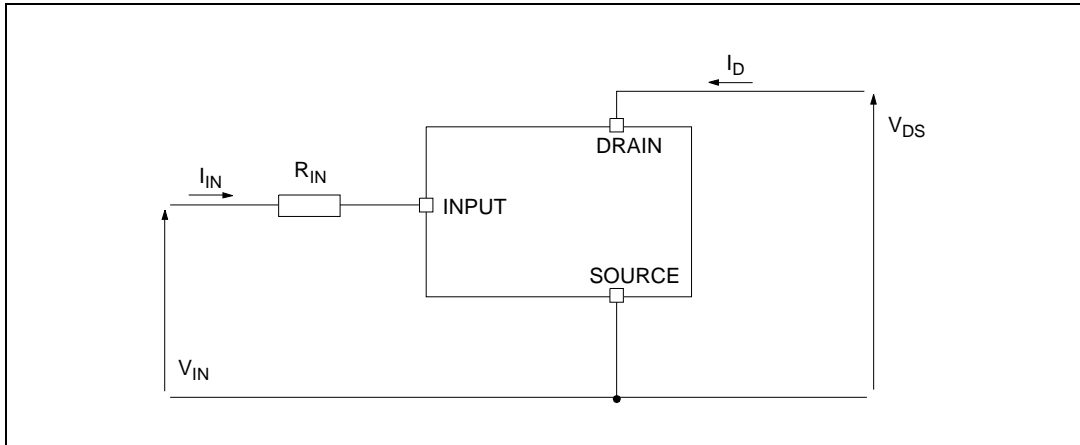 I_D
V_DS
DRAIN
I_IN
R_IN
INPUT
SOURCE
V_IN